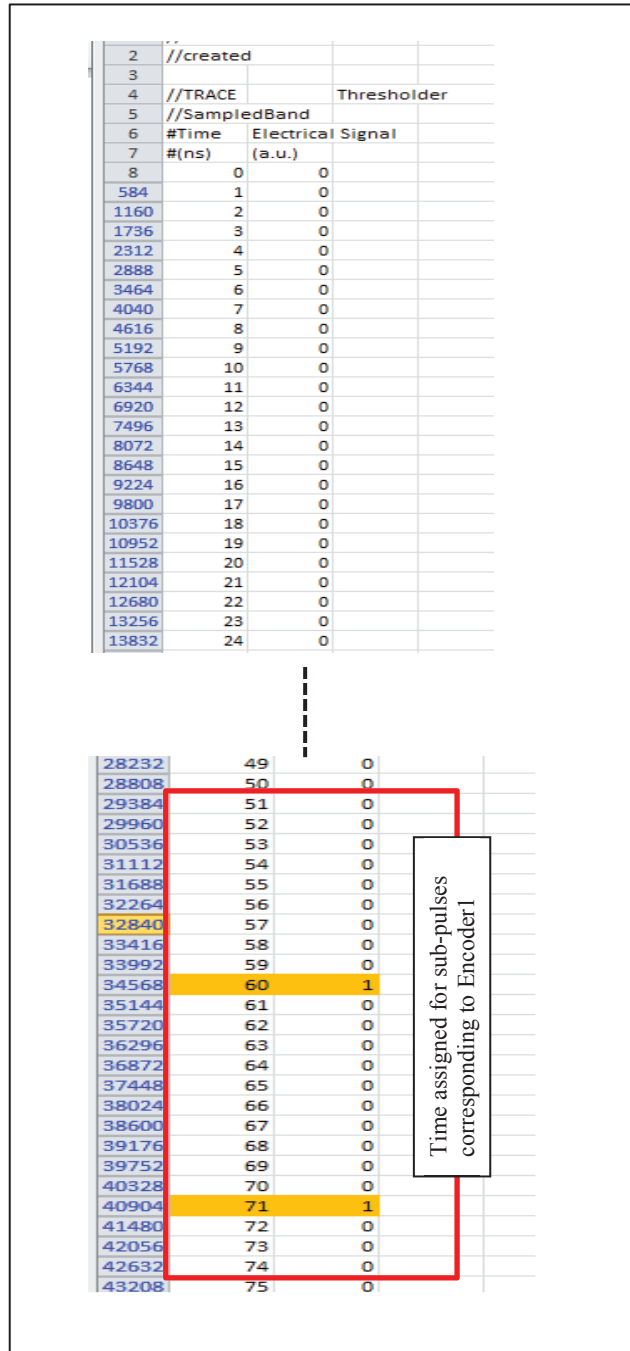 2 //created
3
4 //TRACE Thresholder
5 //SampledBand
6 #Time Electrical Signal
7 #(ns) (a.u.)
8 0 0
584 1 0
1160 2 0
1736 3 0
2312 4 0
2888 5 0
3464 6 0
4040 7 0
4616 8 0
5192 9 0
5768 10 0
6344 11 0
6920 12 0
7496 13 0
8072 14 0
8648 15 0
9224 16 0
9800 17 0
10376 18 0
10952 19 0
11528 20 0
12104 21 0
12680 22 0
13256 23 0
13832 24 0
28232 49 0
28808 50 0
29384 51 0
29960 52 0
30536 53 0
31112 54 0
31688 55 0
32264 56 0
32840 57 0
33416 58 0
33992 59 0
34568 60 1
35144 61 0
35720 62 0
36296 63 0
36872 64 0
37448 65 0
38024 66 0
38600 67 0
39176 68 0
39752 69 0
40328 70 0
40904 71 1
41480 72 0
42056 73 0
42632 74 0
43208 75 0
Time assigned for sub-pulses
corresponding to Encoder1